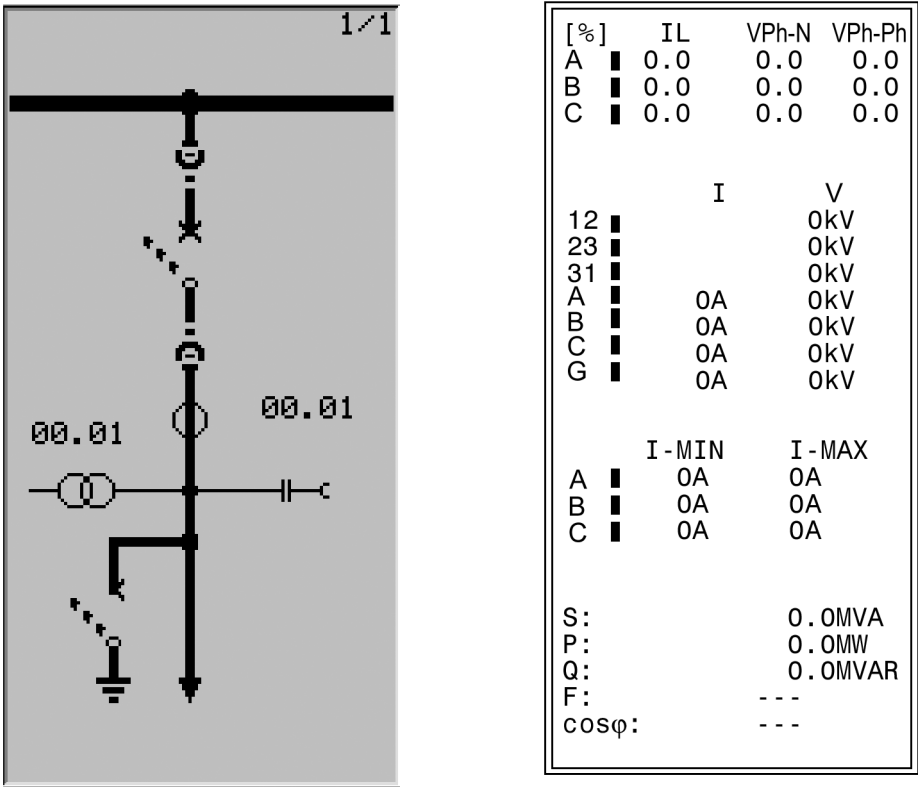 1/1
00.01
00.01
[%] IL VPh-N VPh-Ph
A 0.0 0.0 0.0
B 0.0 0.0 0.0
C 0.0 0.0 0.0
I V
12 0kV
23 0kV
31 0kV
A 0A 0kV
B 0A 0kV
C 0A 0kV
G 0A 0kV
I-MIN I-MAX
A 0A 0A
B 0A 0A
C 0A 0A
S: 0.0MVA
P: 0.0MW
Q: 0.0MVAR
F: ---
cosφ: ---